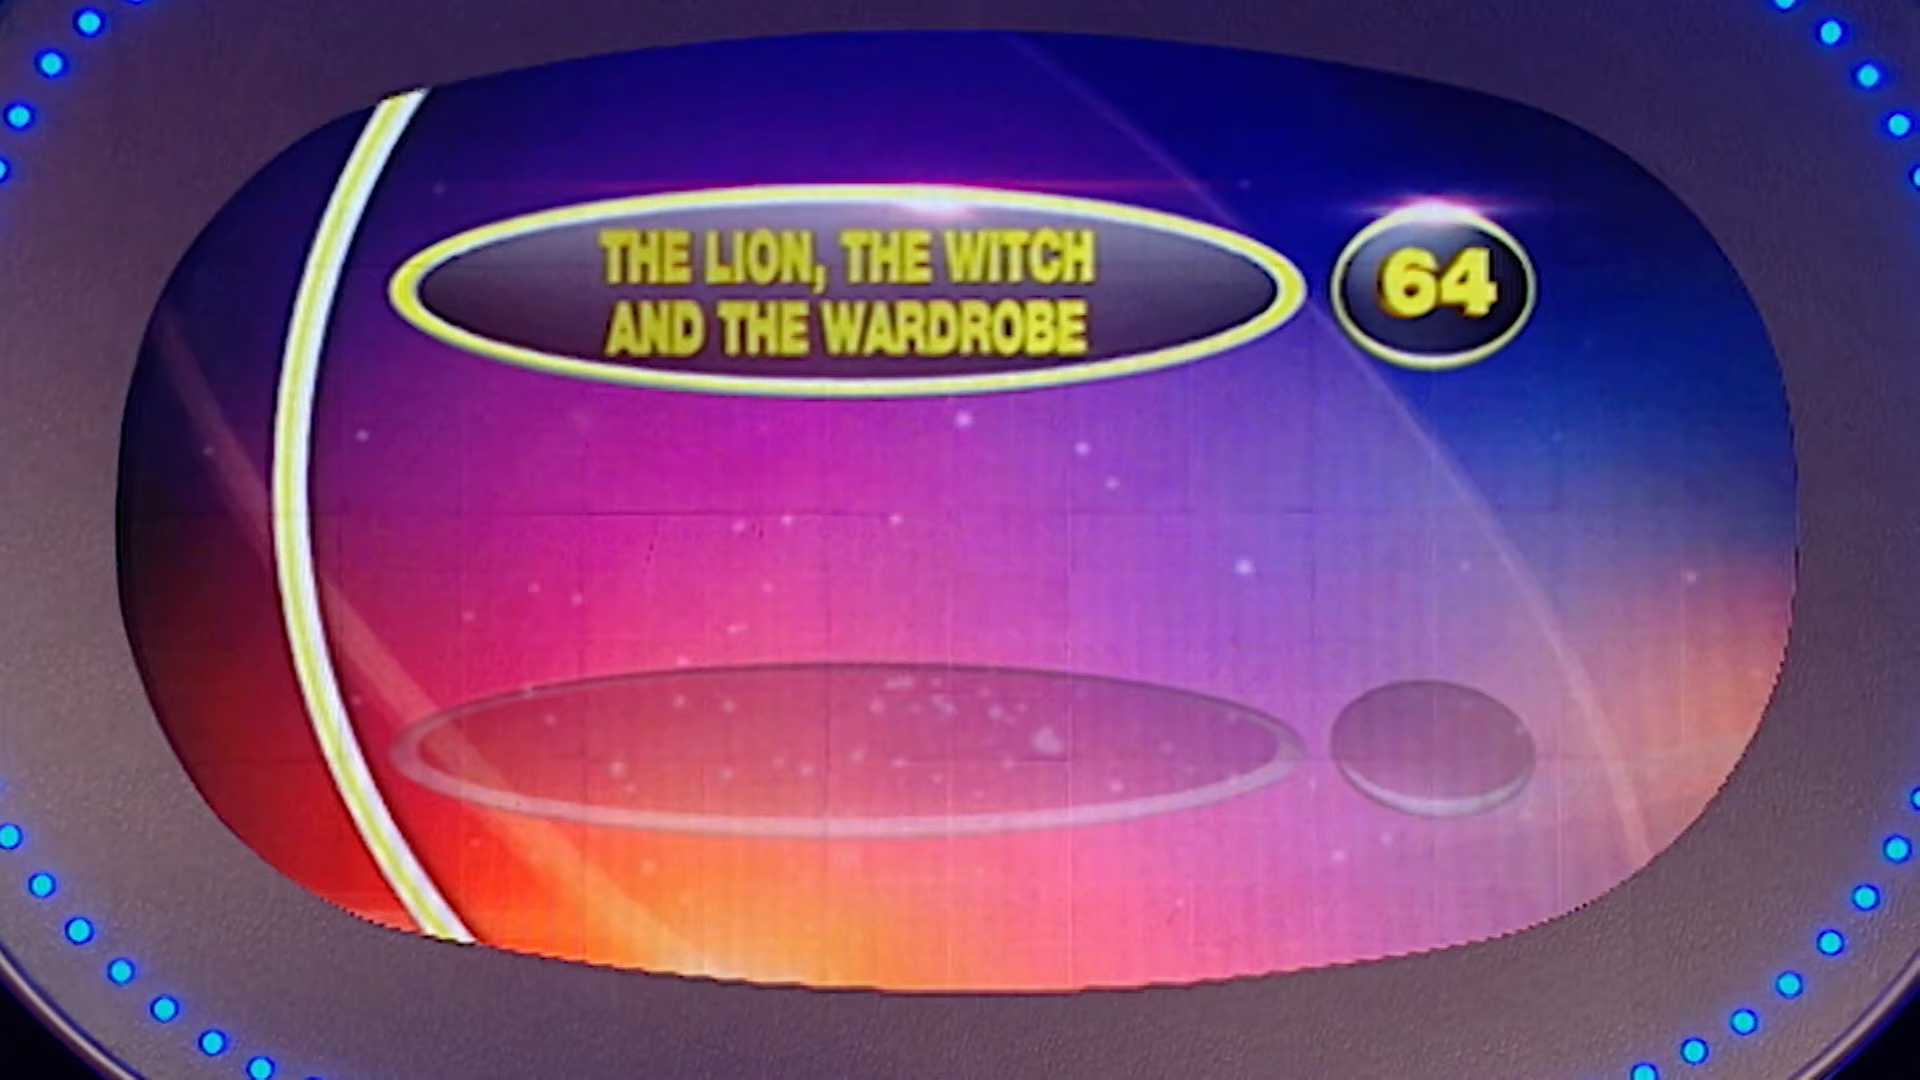 THE LION, THE WITCH
AND THE WARDROBE
64